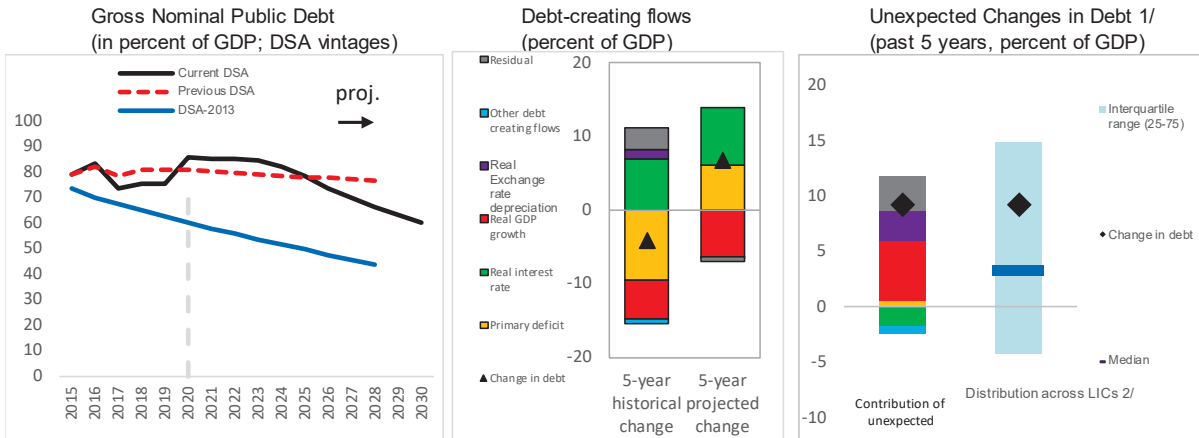 Gross Nominal Public Debt
(in percent of GDP; DSA vintages)
Current DSA
Previous DSA
DSA-2013
proj.
100
90
80
70
60
50
40
30
20
10
0
2015
2016
2017
2018
2019
2020
2021
2022
2023
2024
2025
2026
2027
2028
2029
2030
Debt-creating flows
(percent of GDP)
Residual
Other debt
creating flows
Real
Exchange rate
depreciation
Real GDP
growth
Real interest
rate
Primary deficit
Change in debt
20
10
0
-10
-20
5-year
historical
change
5-year
projected
change
Unexpected Changes in Debt 1/
(past 5 years, percent of GDP)
20
15
10
5
0
-5
-10
Interquartile
range (25-75)
Change in debt
Median
Contribution of
unexpected
Distribution across LICs 2/